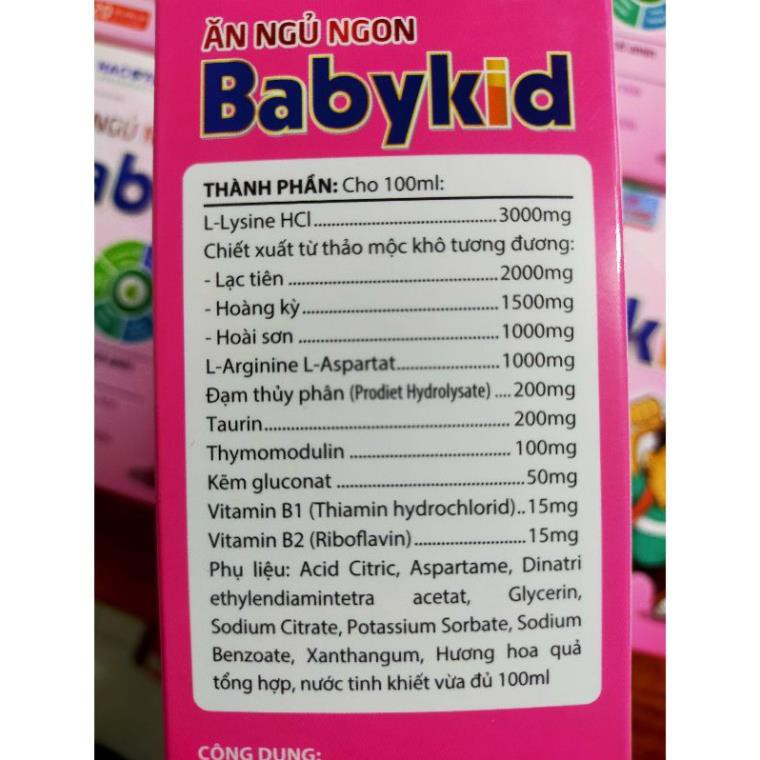 ĂN NGỦ NGON
Babykid
THÀNH PHẦN: Cho 100ml:
L-Lysine HCl.......................................3000mg
Chiết xuất từ thảo mộc khô tương đương:
- Lạc tiên .............................................2000mg
- Hoàng kỳ..........................................1500mg
- Hoài sơn ...........................................1000mg
L-Arginine L-Aspartat......................1000mg
Đạm thủy phân (Prodiet Hydrolysate) ....200mg
Taurin................................................... 200mg
Thymomodulin .................................. 100mg
Kẽm gluconat .......................................50mg
Vitamin B1 (Thiamin hydrochlorid)..15mg
Vitamin B2 (Riboflavin)........................15mg
Phụ liệu: Acid Citric, Aspartame, Dinatri
ethylendiamintetra acetat, Glycerin,
Sodium Citrate, Potassium Sorbate, Sodium
Benzoate, Xanthangum, Hương hoa quả
tổng hợp, nước tinh khiết vừa đủ 100ml
CÔNG DỤNG: